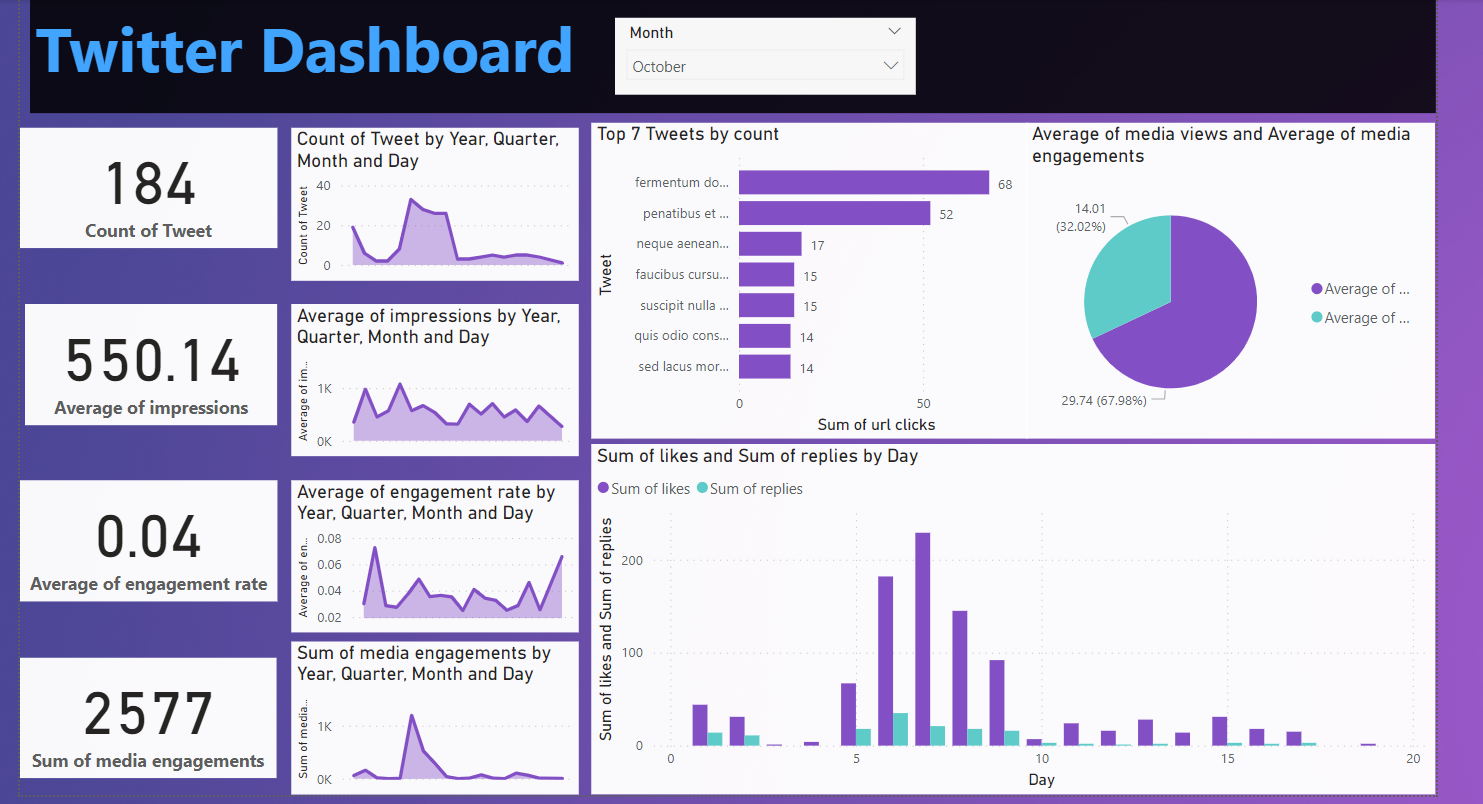 Twitter Dashboard
Month
October
184
Count of Tweet
550.14
Average of impressions
0.04
Average of engagement rate
2577
Sum of media engagements
Count of Tweet by Year, Quarter,
Month and Day
Count of Tweet
40
20
0
Average of impressions by Year,
Quarter, Month and Day
Average of im...
1K
0K
Average of engagement rate by
Year, Quarter, Month and Day
Average of en...
0.08
0.06
0.04
0.02
Sum of media engagements by
Year, Quarter, Month and Day
Sum of media...
1K
0K
Top 7 Tweets by count
Tweet
fermentum do...
68
penatibus et ...
52
neque aenean...
17
faucibus cursu...
15
suscipit nulla ...
15
quis odio cons...
14
sed lacus mor...
14
0
50
Sum of url clicks
Average of media views and Average of media
engagements
14.01
(32.02%)
29.74 (67.98%)
Average of ...
Average of ...
Sum of likes and Sum of replies by Day
Sum of likes
Sum of replies
Sum of likes and Sum of replies
200
100
0
0
5
10
15
20
Day